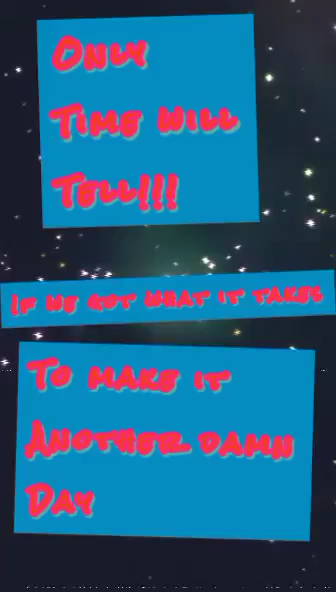 Only
Time will
Tell!!!
If we got what it takes
To make it
Another damn
Day